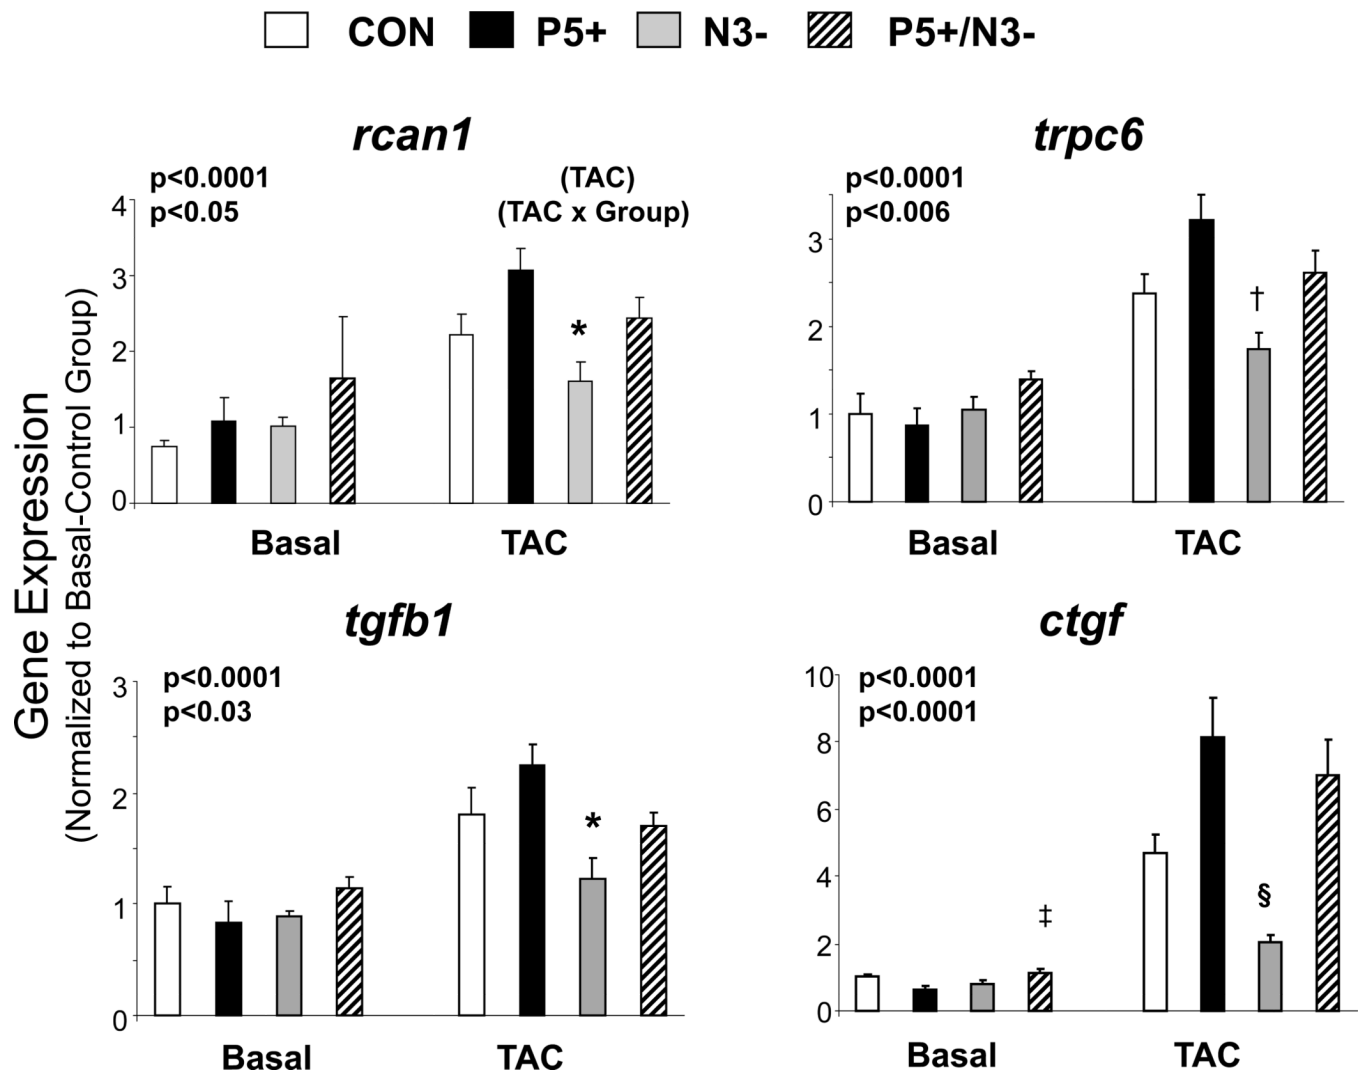 CON P5+ N3- P5+/N3-
Gene Expression
(Normalized to Basal-Control Group)
rcan1
p<0.0001 (TAC)
p<0.05 (TAC x Group)
4
3
2
1
0
*
Basal TAC
trpc6
p<0.0001
p<0.006
3
2
1
0
†
Basal TAC
tgfb1
p<0.0001
p<0.03
3
2
1
0
*
Basal TAC
ctgf
p<0.0001
p<0.0001
10
8
6
4
2
0
‡
§
Basal TAC